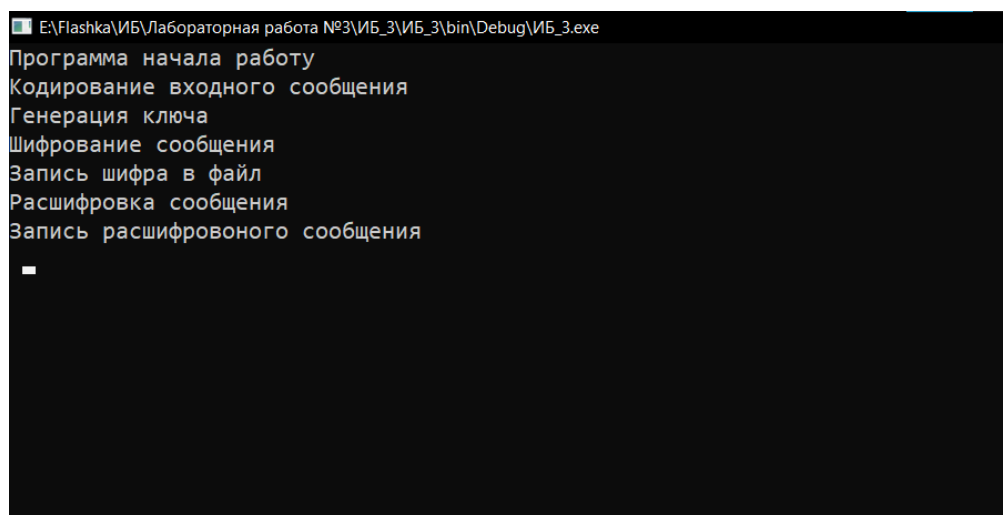 E:\Flashka\ИБ\Лабораторная работа №3\ИБ_3\ИБ_3\bin\Debug\ИБ_3.exe
Программа начала работу
Кодирование входного сообщения
Генерация ключа
Шифрование сообщения
Запись шифра в файл
Расшифровка сообщения
Запись расшифровоного сообщения